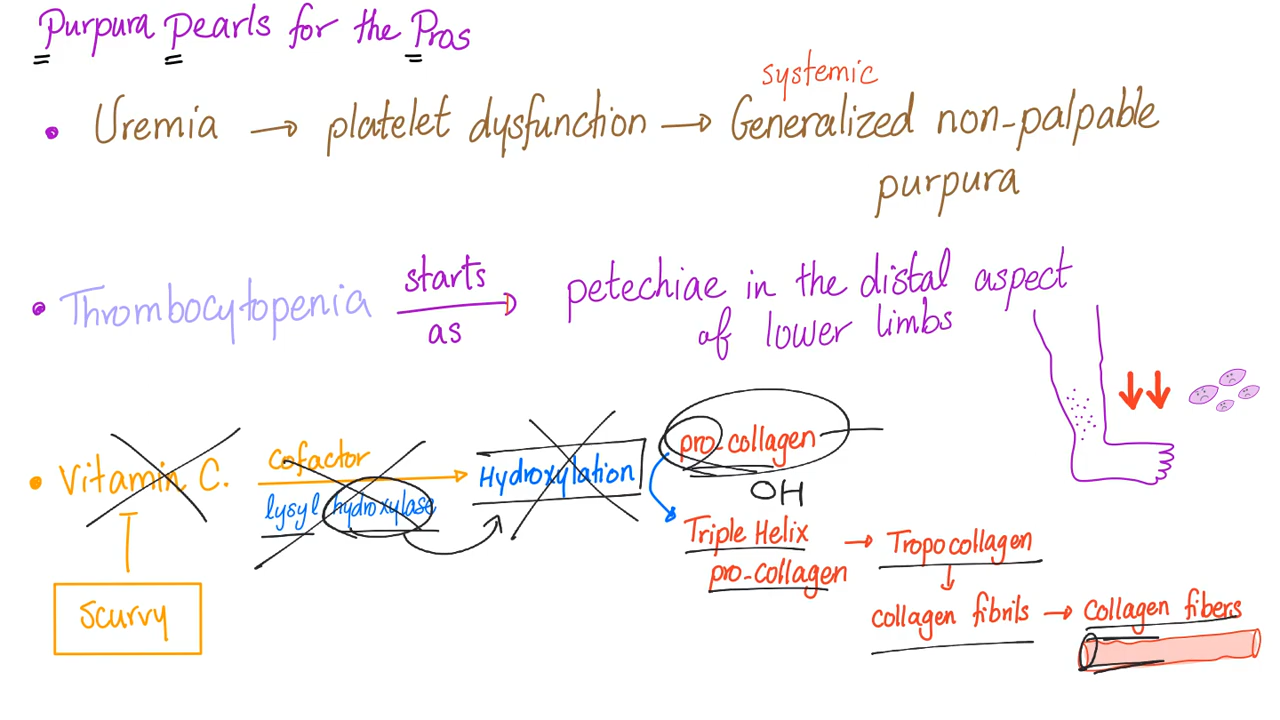 Purpura Pearls for the Pros
systemic
• Uremia → platelet dysfunction → Generalized non-palpable
purpura
• Thrombocytopenia starts as → petechiae in the distal aspect
of lower limbs
• Vitamin C. cofactor → Hydroxylation pro-collagen
lysyl hydroxylase
OH
Triple Helix → Tropocollagen
pro-collagen
Scurvy
collagen fibrils → Collagen fibers